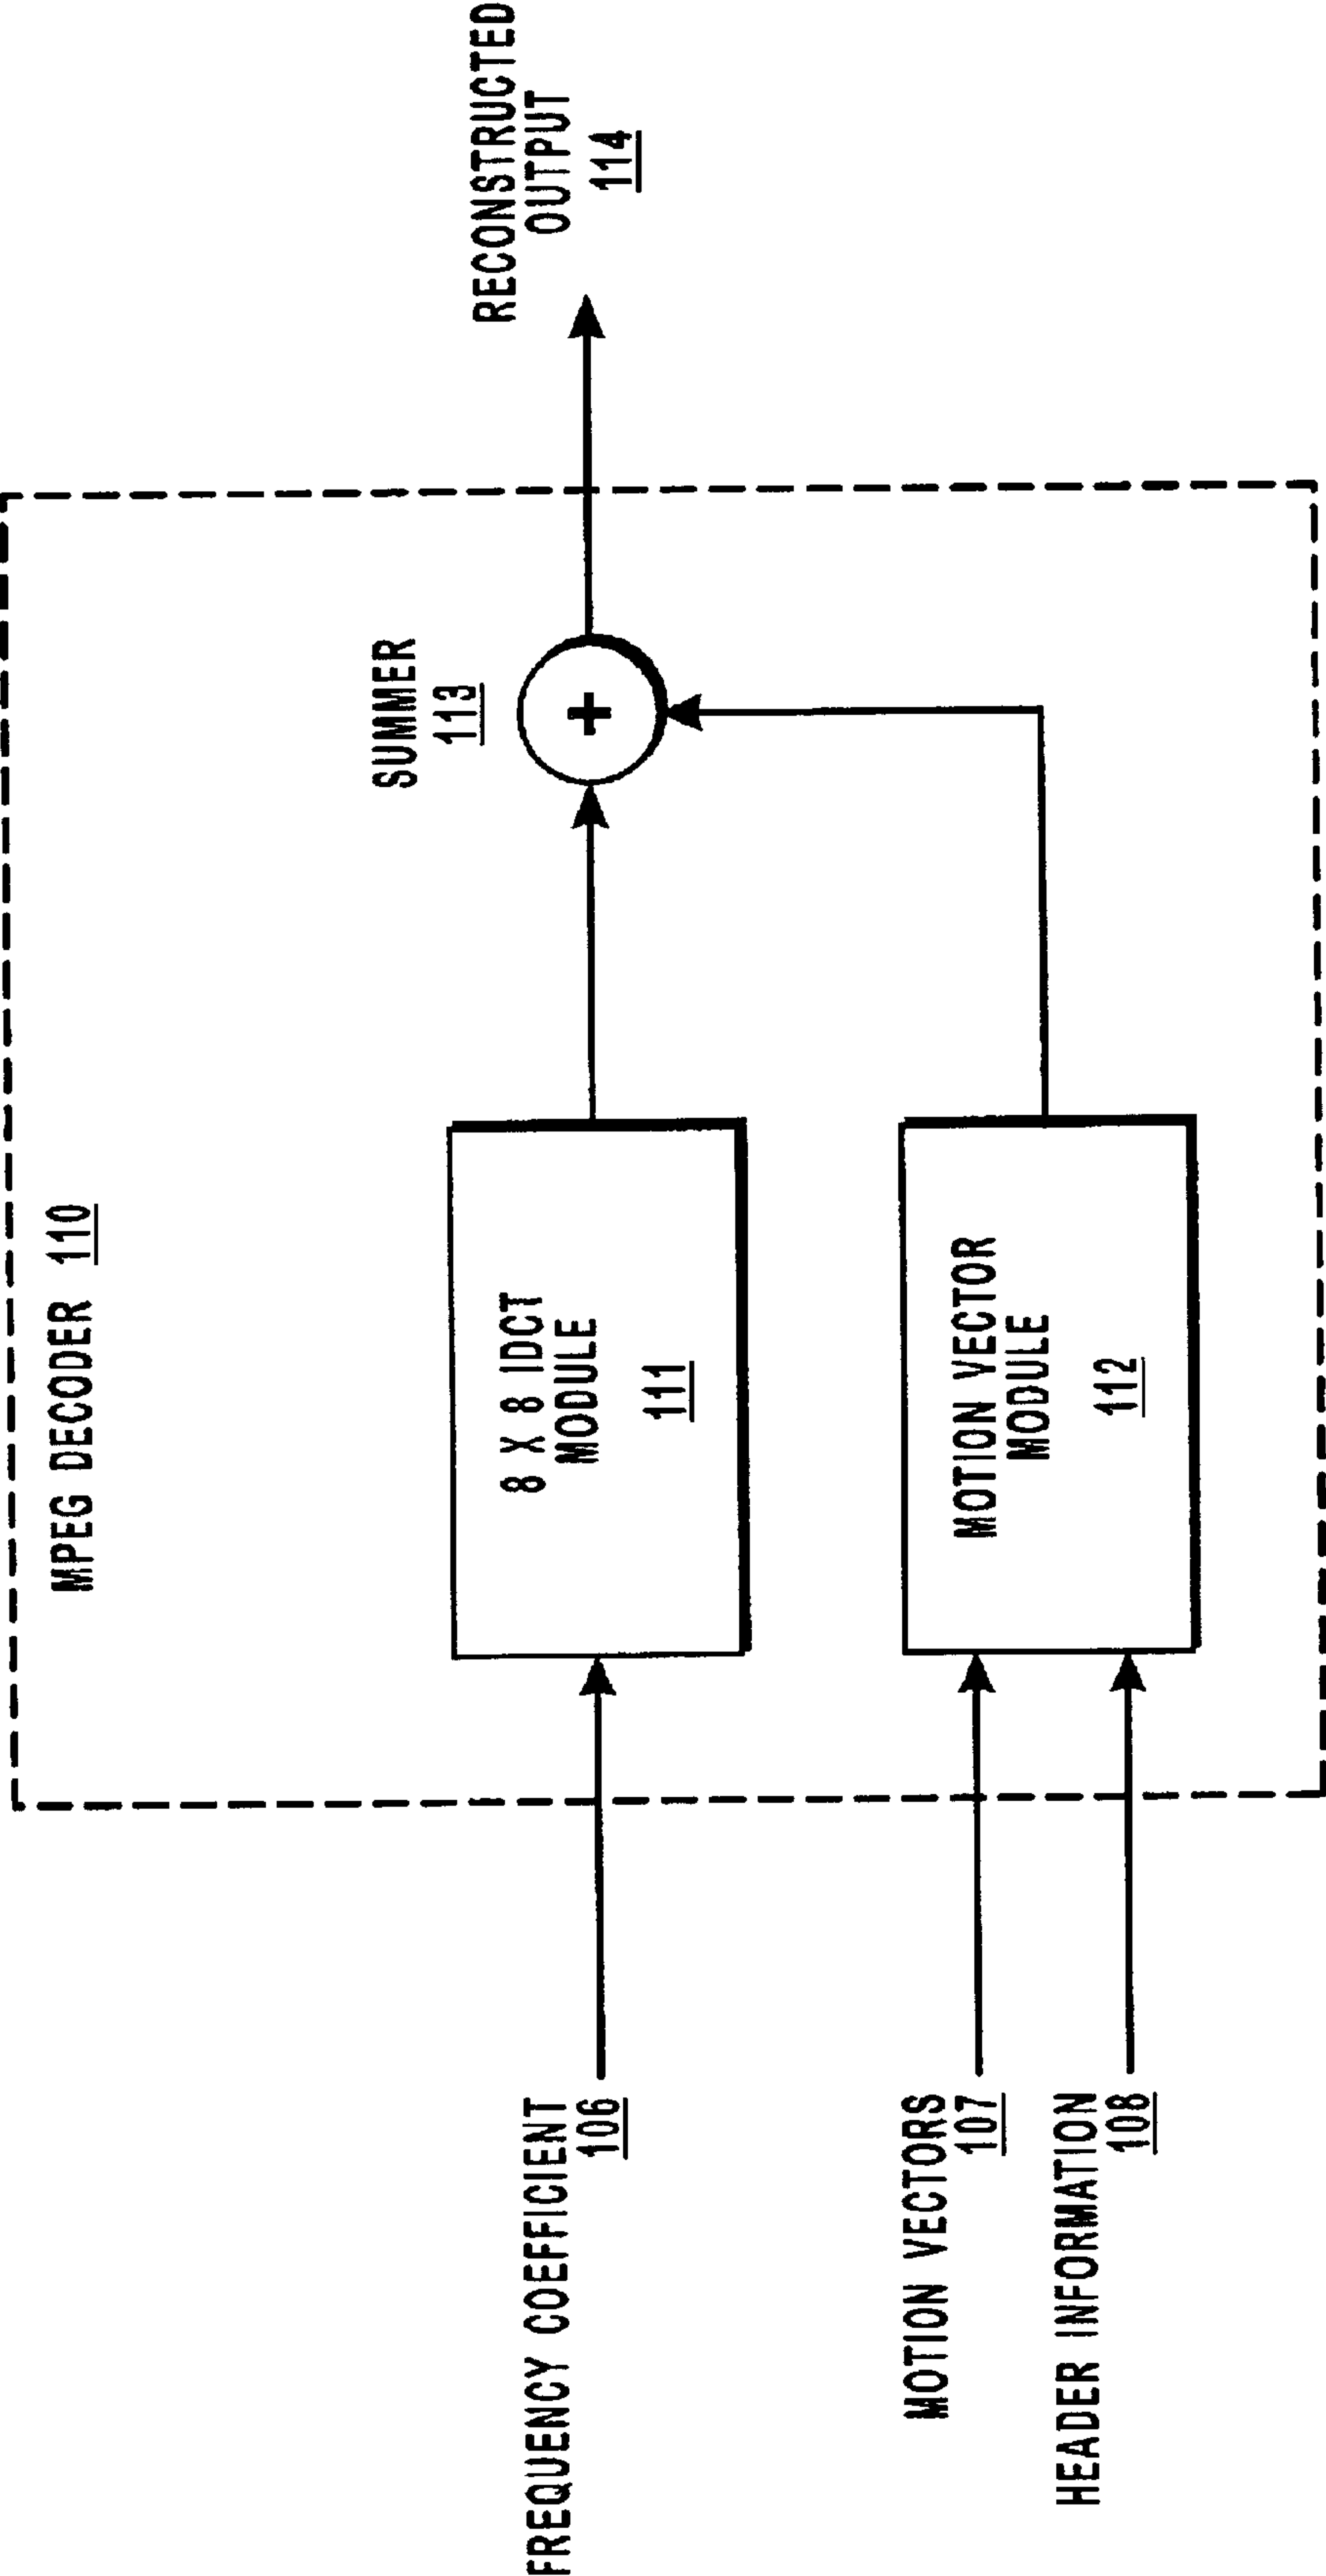 MPEG DECODER 110
FREQUENCY COEFFICIENT
106
8 X 8 IDCT
MODULE
111
SUMMER
113
+
RECONSTRUCTED
OUTPUT
114
MOTION VECTORS
107
HEADER INFORMATION
108
MOTION VECTOR
MODULE
112